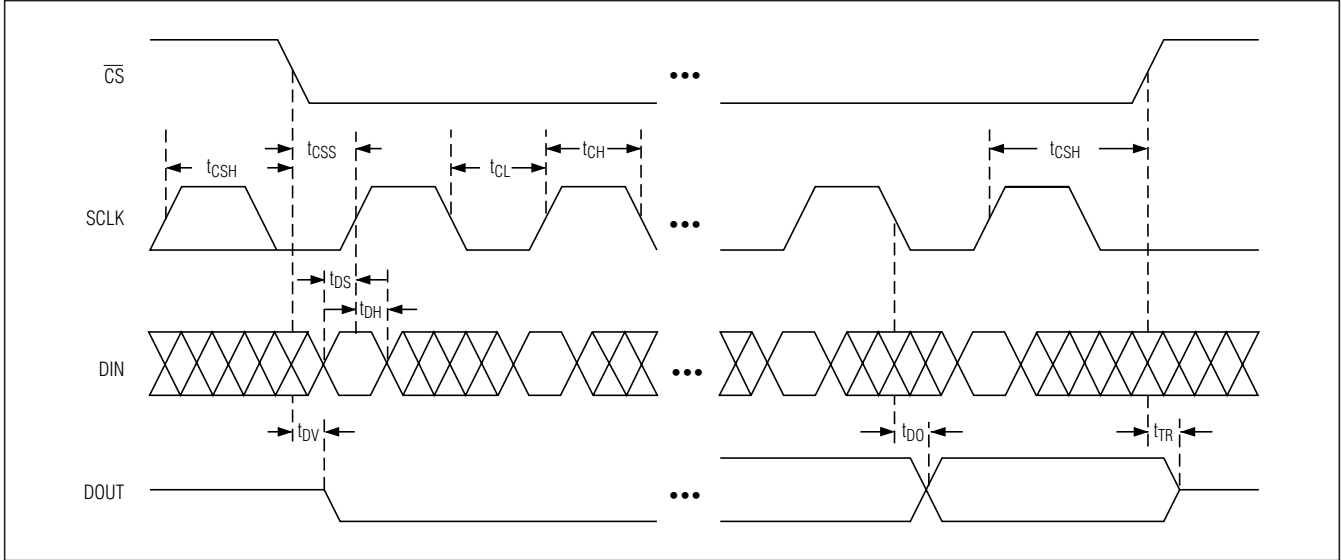 CS
•••
tCSS
tCH
tCSH
tCL
tCSH
SCLK
•••
tDS
tDH
DIN
•••
tDV
tDO
tTR
DOUT
•••